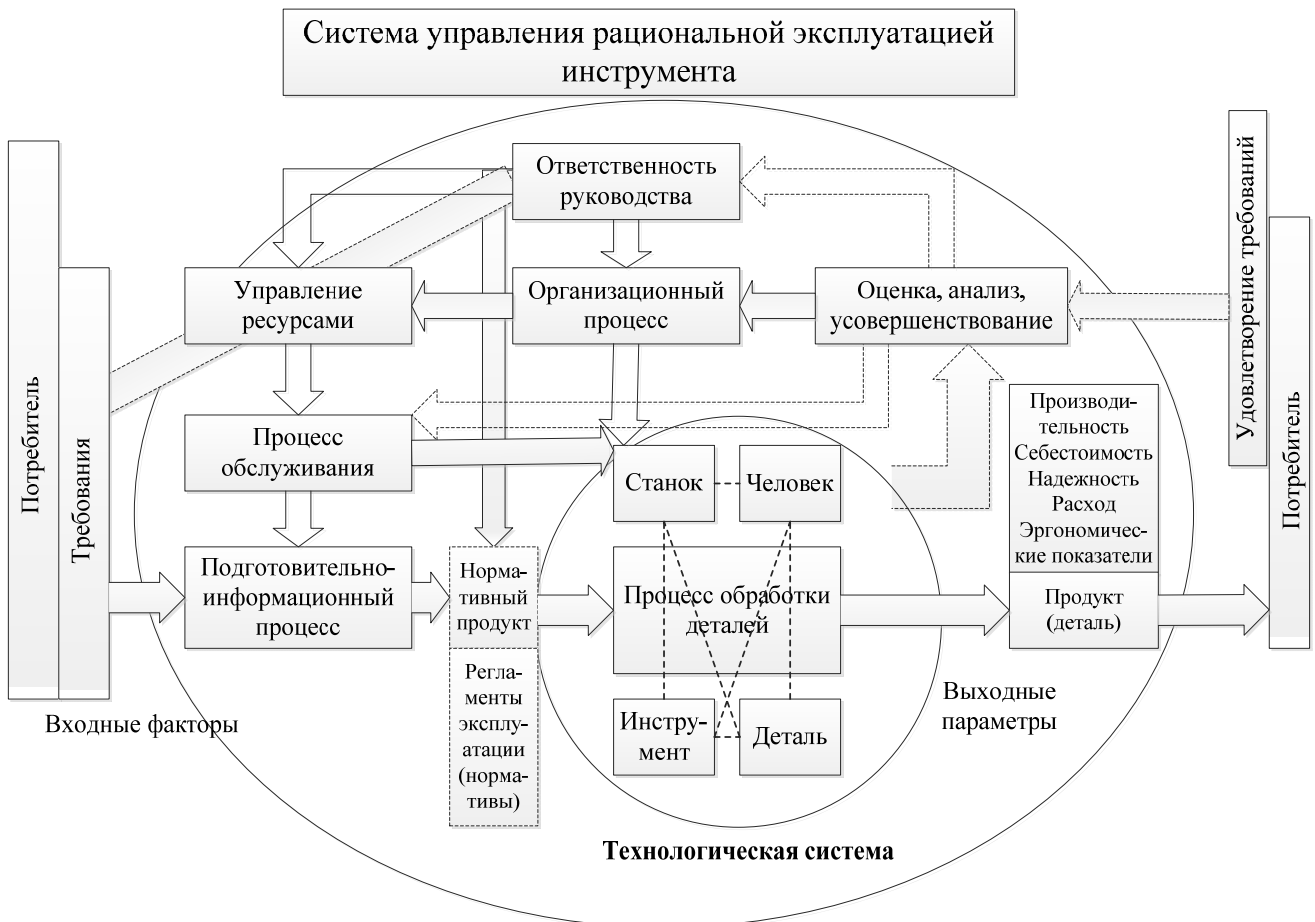 Система управления рациональной эксплуатацией
инструмента
Потребитель
Требования
Входные факторы
Ответственность
руководства
Управление
ресурсами
Организационный
процесс
Оценка, анализ,
усовершенствование
Процесс
обслуживания
Подготовительно-
информационный
процесс
Норма-
тивный
продукт
Регла-
менты
эксплу-
атации
(норма-
тивы)
Станок
Человек
Процесс обработки
деталей
Инстру-
мент
Деталь
Технологическая система
Выходные
параметры
Производи-
тельность
Себестоимость
Надежность
Расход
Эргономичес-
кие показатели
Продукт
(деталь)
Удовлетворение требований
Потребитель